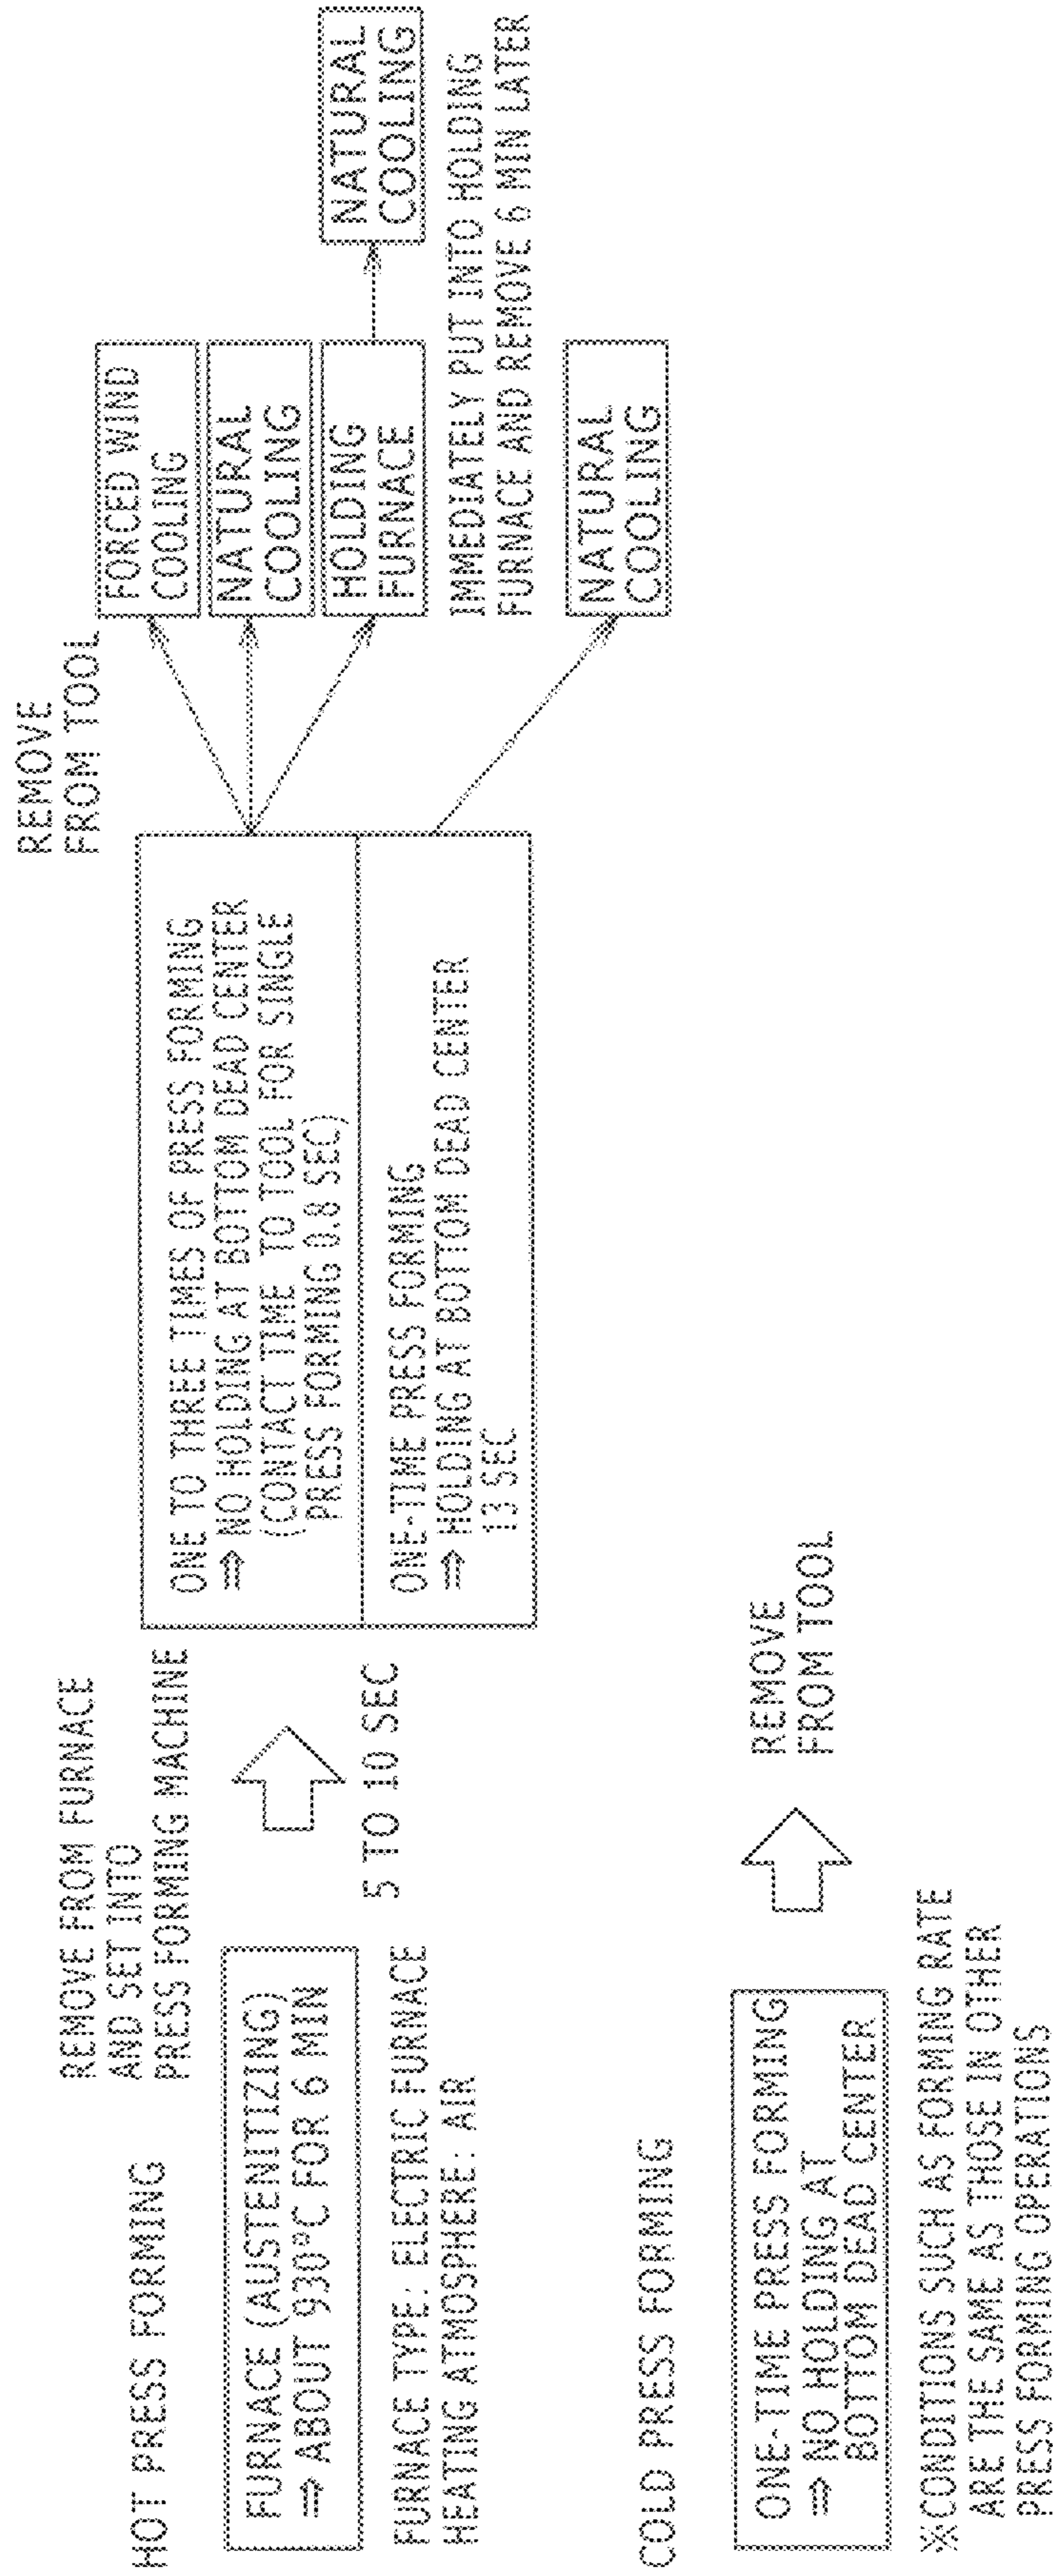 HOT PRESS FORMING
FURNACE (AUSTENITIZING)
⇒ ABOUT 930°C FOR 6 MIN
FURNACE TYPE: ELECTRIC FURNACE
HEATING ATMOSPHERE: AIR
REMOVE FROM FURNACE
AND SET INTO
PRESS FORMING MACHINE
5 TO 10 SEC
ONE TO THREE TIMES OF PRESS FORMING
⇒ NO HOLDING AT BOTTOM DEAD CENTER
(CONTACT TIME TO TOOL FOR SINGLE
PRESS FORMING 0.8 SEC)
ONE-TIME PRESS FORMING
⇒ HOLDING AT BOTTOM DEAD CENTER
13 SEC
REMOVE
FROM TOOL
FORCED WIND
COOLING
NATURAL
COOLING
HOLDING
FURNACE
NATURAL
COOLING
IMMEDIATELY PUT INTO HOLDING
FURNACE AND REMOVE 6 MIN LATER
NATURAL
COOLING
COLD PRESS FORMING
ONE-TIME PRESS FORMING
⇒ NO HOLDING AT
BOTTOM DEAD CENTER
REMOVE
FROM TOOL
※CONDITIONS SUCH AS FORMING RATE
ARE THE SAME AS THOSE IN OTHER
PRESS FORMING OPERATIONS